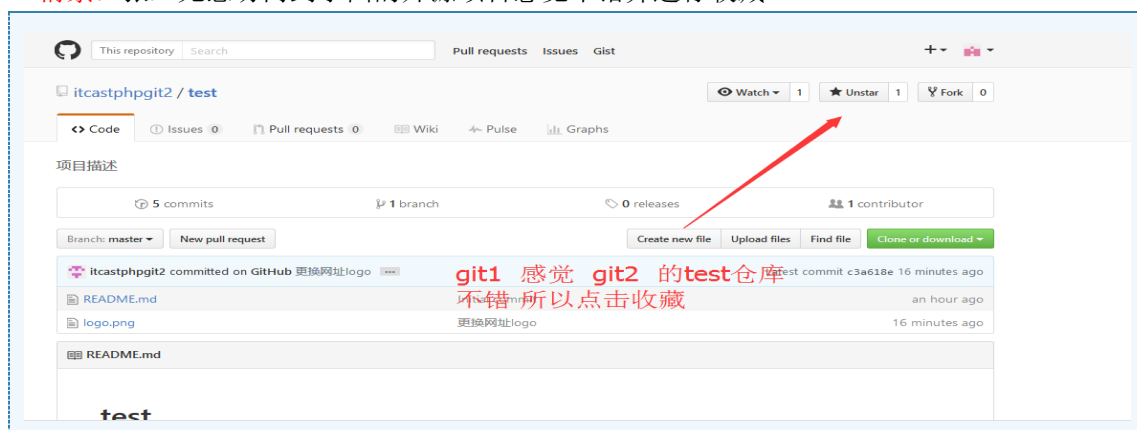 This repository Search Pull requests Issues Gist
itcastphpgit2 / test Watch 1 Unstar 1 Fork 0
Code Issues 0 Pull requests 0 Wiki Pulse Graphs
项目描述
5 commits 1 branch 0 releases 1 contributor
Branch: master New pull request Create new file Upload files Find file Clone or download
itcastphpgit2 committed on GitHub 更换网址logo Latest commit c3a618e 16 minutes ago
git1 感觉 git2 的test仓库
README.md Initial commit an hour ago
不错 所以点击收藏
logo.png 更换网址logo 16 minutes ago
README.md
test